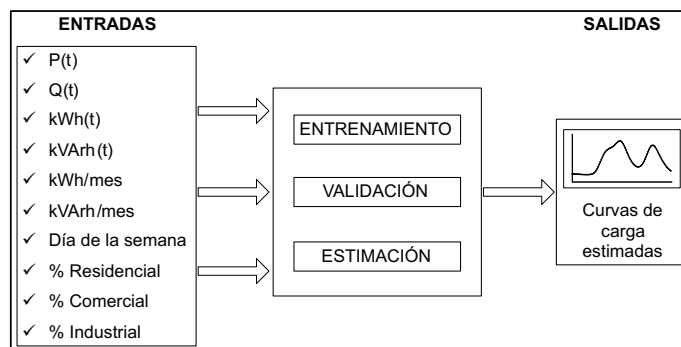 ENTRADAS
SALIDAS
✓ P(t)
✓ Q(t)
✓ kWh(t)
✓ kVArh(t)
✓ kWh/mes
✓ kVArh/mes
✓ Día de la semana
✓ % Residencial
✓ % Comercial
✓ % Industrial
ENTRENAMIENTO
VALIDACIÓN
ESTIMACIÓN
Curvas de
carga
estimadas